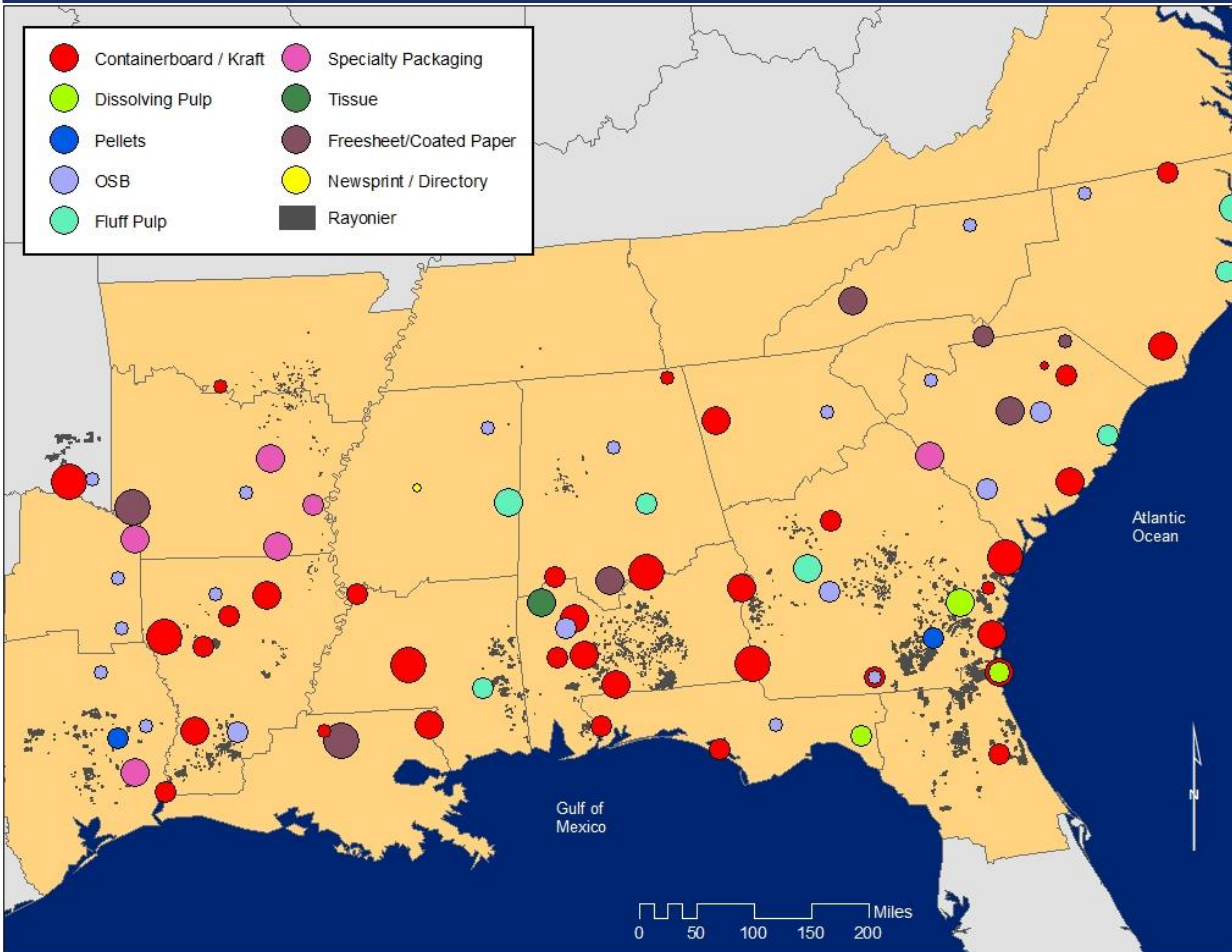 Containerboard / Kraft
Dissolving Pulp
Pellets
OSB
Fluff Pulp
Specialty Packaging
Tissue
Freesheet/Coated Paper
Newsprint / Directory
Rayonier
Atlantic
Ocean
Gulf of
Mexico
N
Miles
0 50 100 150 200